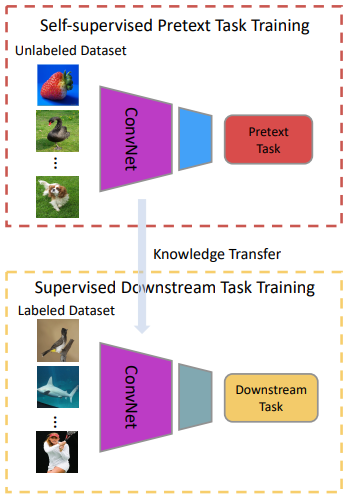 Self-supervised Pretext Task Training
Unlabeled Dataset
ConvNet
Pretext
Task
Knowledge Transfer
Supervised Downstream Task Training
Labeled Dataset
ConvNet
Downstream
Task